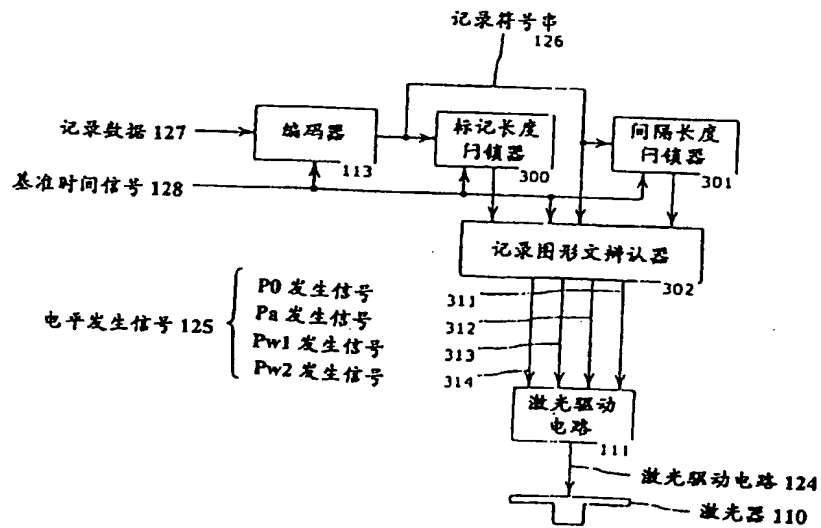 记录符号串
126
记录数据 127
编码器
113
标记长度
闩锁器
300
间隔长度
闩锁器
301
基准时间信号 128
记录图形文辨认器
302
电平发生信号 125
P0 发生信号
Pa 发生信号
Pw1 发生信号
Pw2 发生信号
311
312
313
314
激光驱动
电路
111
激光驱动电路 124
激光器 110